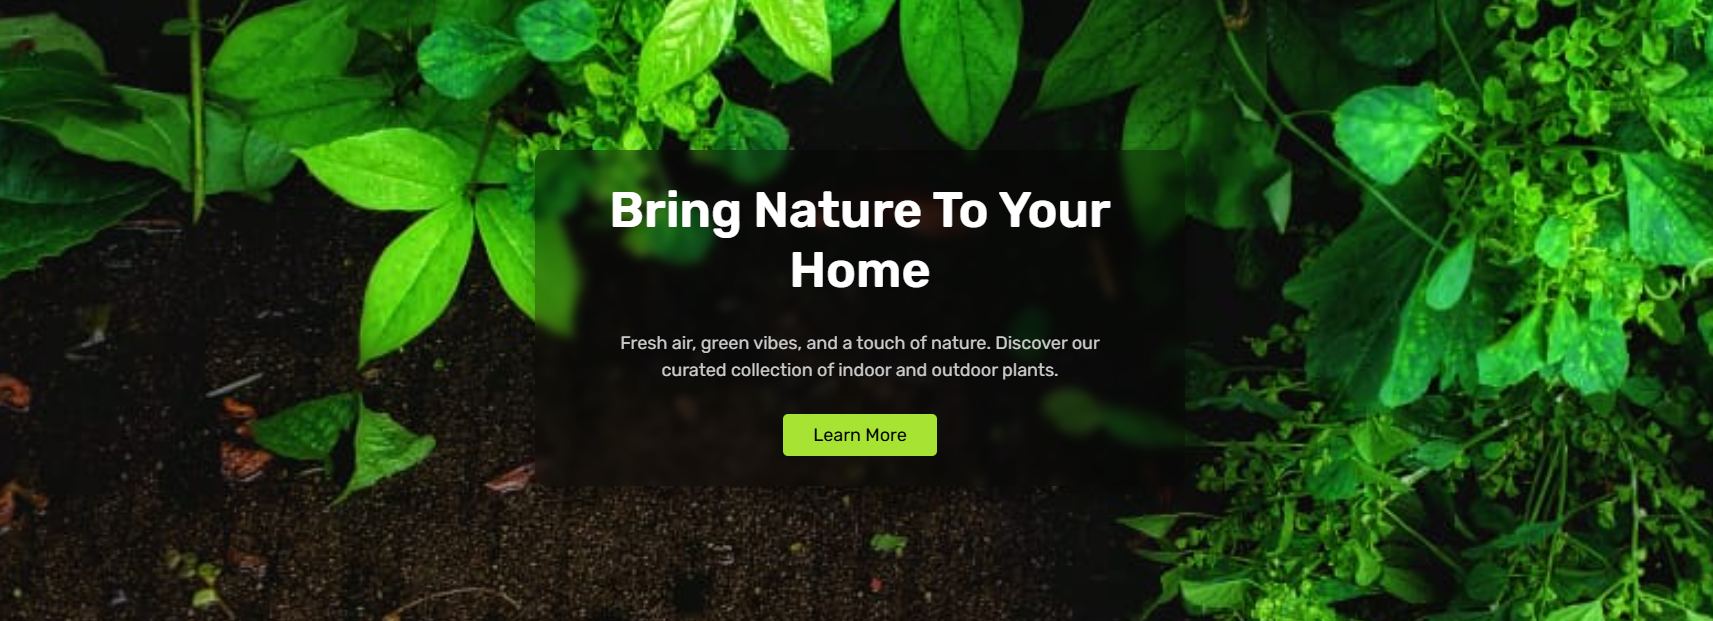 Bring Nature To Your
Home
Fresh air, green vibes, and a touch of nature. Discover our
curated collection of indoor and outdoor plants.
Learn More